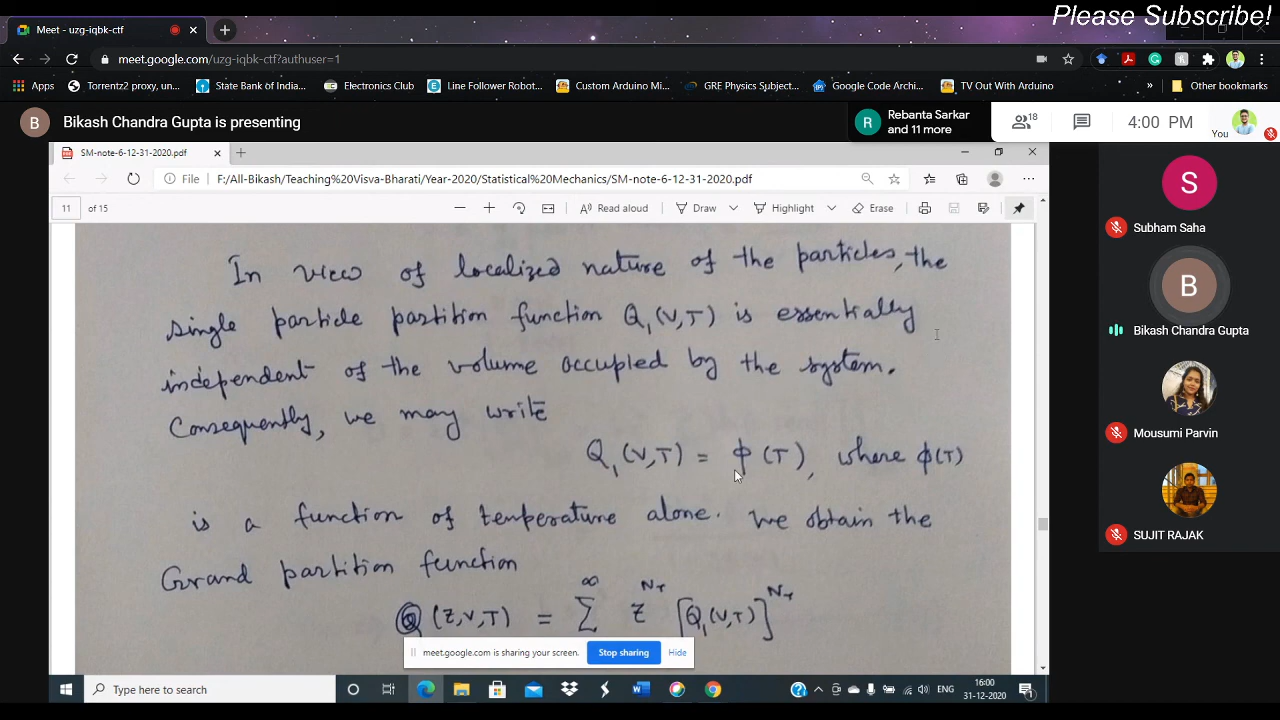 Please Subscribe!
Meet - uzg-iqbk-ctf
meet.google.com/uzg-iqbk-ctf?authuser=1
Apps Torrentz2 proxy, un... State Bank of India... Electronics Club Line Follower Robot... Custom Arduino Mi... GRE Physics Subject... Google Code Archi... TV Out With Arduino » Other bookmarks
B Bikash Chandra Gupta is presenting
R Rebanta Sarkar
and 11 more
18
4:00 PM
You
SM-note-6-12-31-2020.pdf
File F:/All-Bikash/Teaching%20Visva-Bharati/Year-2020/Statistical%20Mechanics/SM-note-6-12-31-2020.pdf
11 of 15 Read aloud Draw Highlight Erase
In view of localized nature of the particles, the
single particle partition function Q₁(V,T) is essentially
independent of the volume occupied by the system.
Consequently, we may write
Q₁(V,T) = ϕ(T), where ϕ(T)
is a function of temperature alone. We obtain the
Grand partition function
Q(z,V,T) = ∑ ∞ z^Nr [Q₁(V,T)]^Nr
meet.google.com is sharing your screen. Stop sharing Hide
S
Subham Saha
B
Bikash Chandra Gupta
Mousumi Parvin
SUJIT RAJAK
Type here to search
ENG
16:00
31-12-2020
1